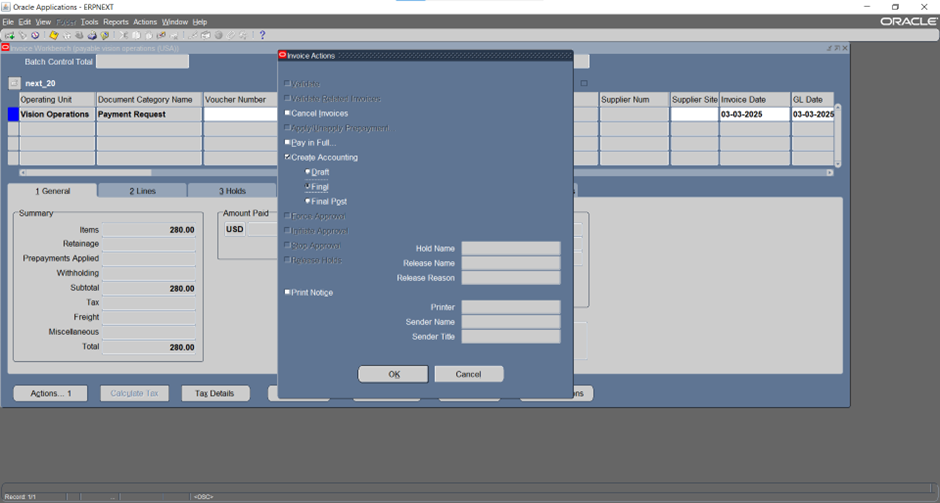 Oracle Applications - ERPNEXT
File Edit View Folder Tools Reports Actions Window Help
ORACLE
Invoice Workbench (payable vision operations (USA))
Invoice Actions
Batch Control Total
Validate
next_20
Validate Related Invoices
Operating Unit Document Category Name Voucher Number Supplier Num Supplier Site Invoice Date GL Date
Vision Operations Payment Request 03-03-2025 03-03-2025
Cancel Invoices
Apply/Unapply Prepayment
Pay in Full...
Create Accounting
Draft
1 General 2 Lines 3 Holds
Final
Final Post
Summary Amount Paid
Force Approval
Items 280.00 USD
Initiate Approval
Retainage
Stop Approval
Hold Name
Prepayments Applied
Release Holds
Release Name
Withholding
Release Reason
Subtotal 280.00
Print Notice
Tax
Printer
Freight
Sender Name
Miscellaneous
Sender Title
Total 280.00
OK Cancel
Actions... 1 Calculate Tax Tax Details
Record: 1/1 ... <OSC>